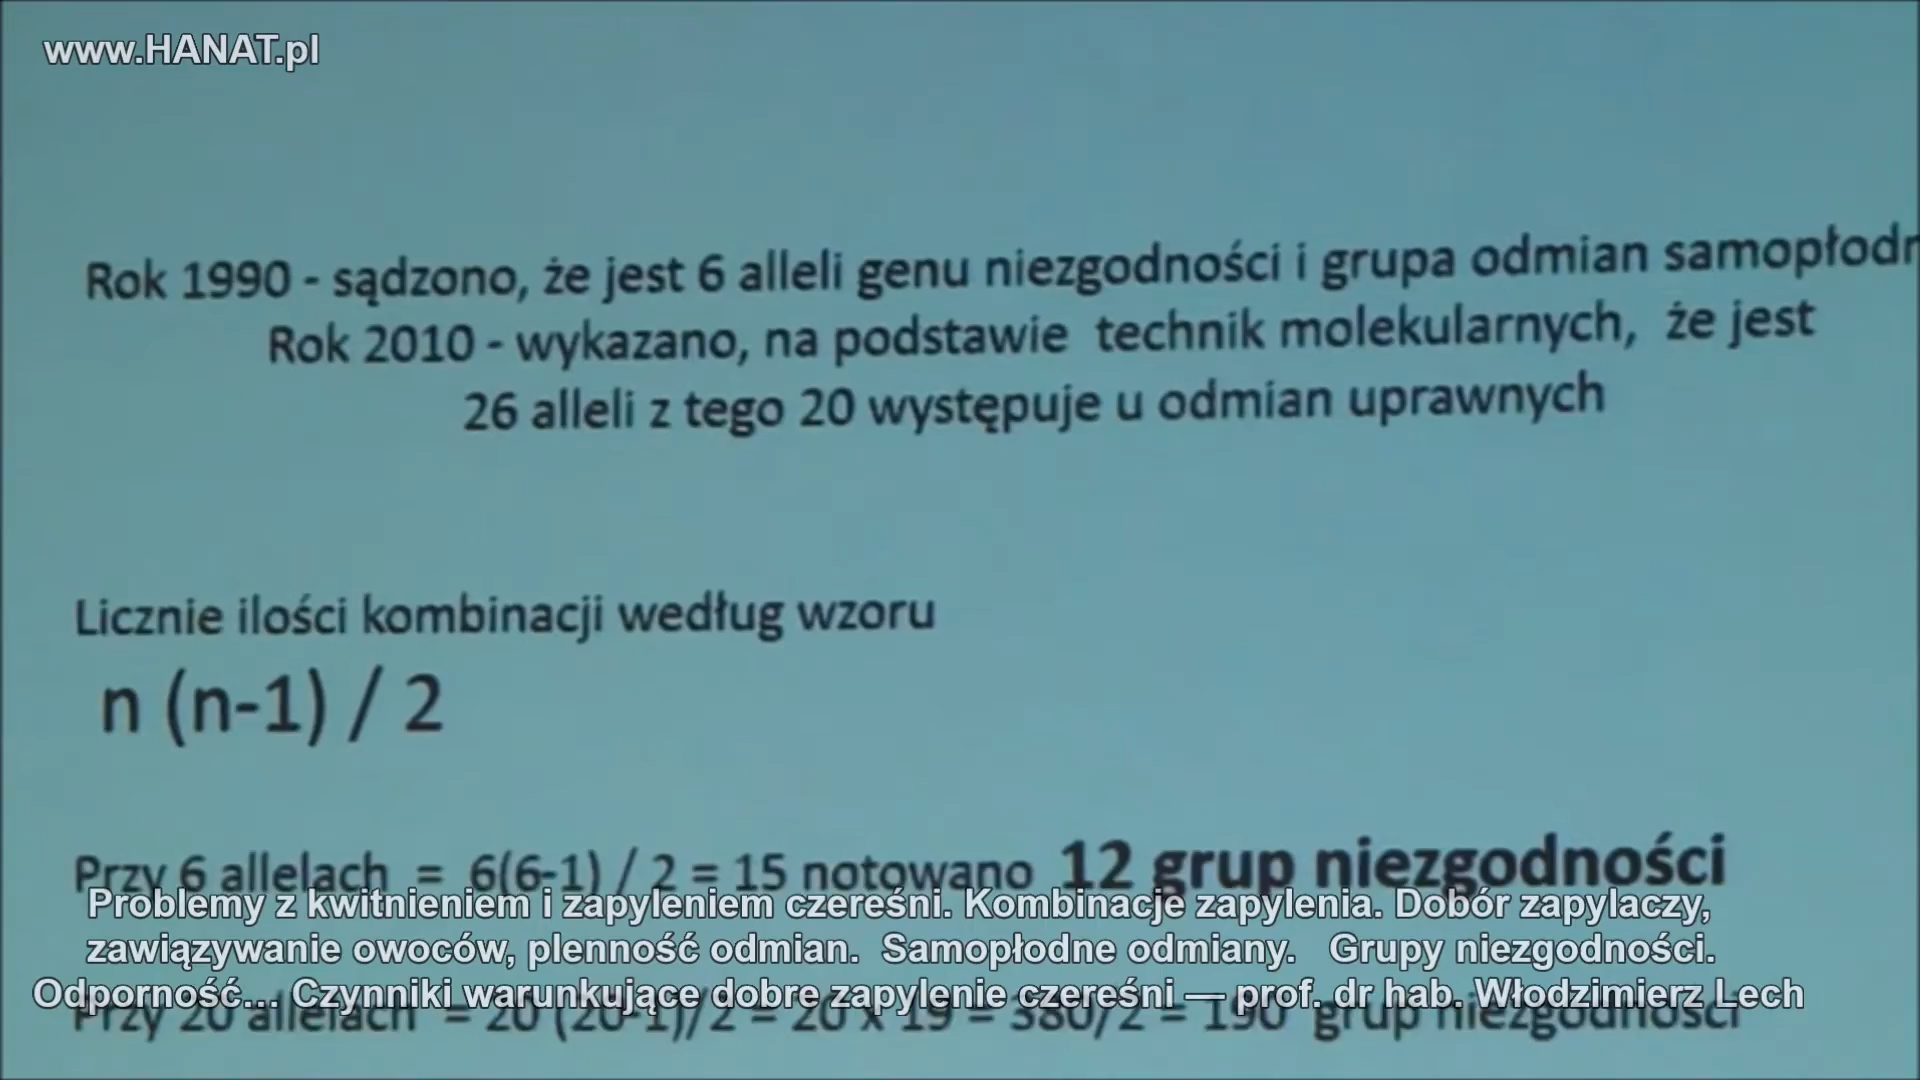 www.HANAT.pl
Rok 1990 - sądzono, że jest 6 alleli genu niezgodności i grupa odmian
Rok 2010 - wykazano, na podstawie technik molekularnych, że jest
26 alleli z tego 20 występuje u odmian uprawnych
Licznie ilości kombinacji według wzoru
n (n-1) / 2
Przy 6 allelach = 6(6-1) / 2 = 15 notowano 12 grup niezgodności
Problemy z kwitnieniem i zapyleniem czereśni. Kombinacje zapylenia. Dobór zapylaczy,
zawiązywanie owoców, plenność odmian. Samopłodne odmiany. Grupy niezgodności.
Odporność... Czynniki warunkujące dobre zapylenie czereśni — prof. dr hab. Włodzimierz Lech
Przy 20 allelach = 20 (20-1)/2 = 20 x 19 = 380/2 = 190 grup niezgodności